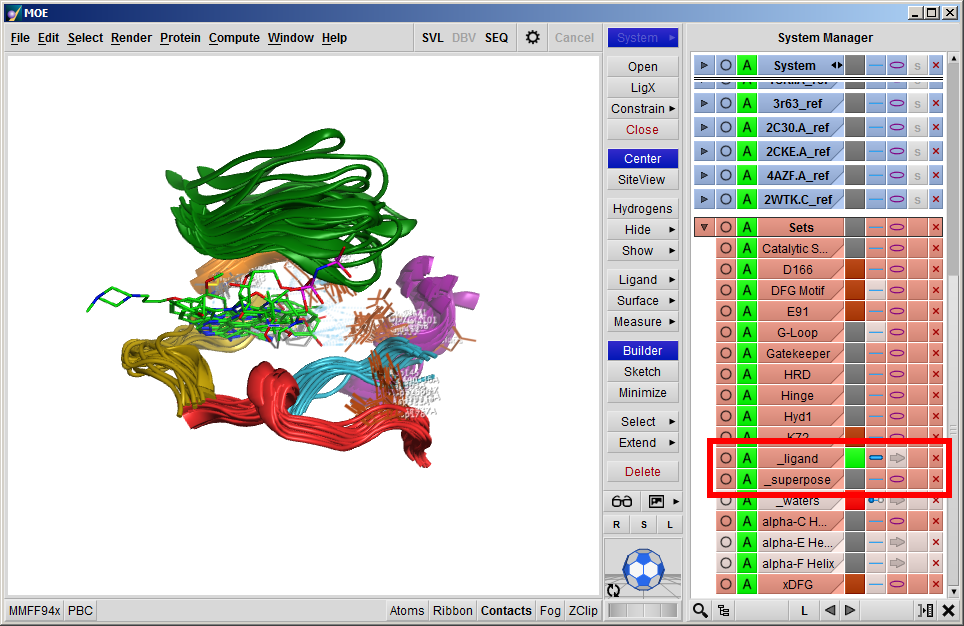 MOE
File Edit Select Render Protein Compute Window Help
SVL DBV SEQ
Cancel
MMFF94x PBC
Atoms Ribbon Contacts Fog ZClip
System
Open
LigX
Constrain
Close
Center
SiteView
Hydrogens
Hide
Show
Ligand
Surface
Measure
Builder
Sketch
Minimize
Select
Extend
Delete
R S L
System Manager
A System s
A 3r63_ref s
A 2C30.A_ref s
A 2CKE.A_ref s
A 4AZF.A_ref s
A 2WTK.C_ref s
A Sets
A Catalytic S...
A D166
A DFG Motif
A E91
A G-Loop
A Gatekeeper
A HRD
A Hinge
A Hyd1
A K72
A _ligand
A _superpose
A _waters
A alpha-C H...
A alpha-E He...
A alpha-F Helix
A xDFG
L